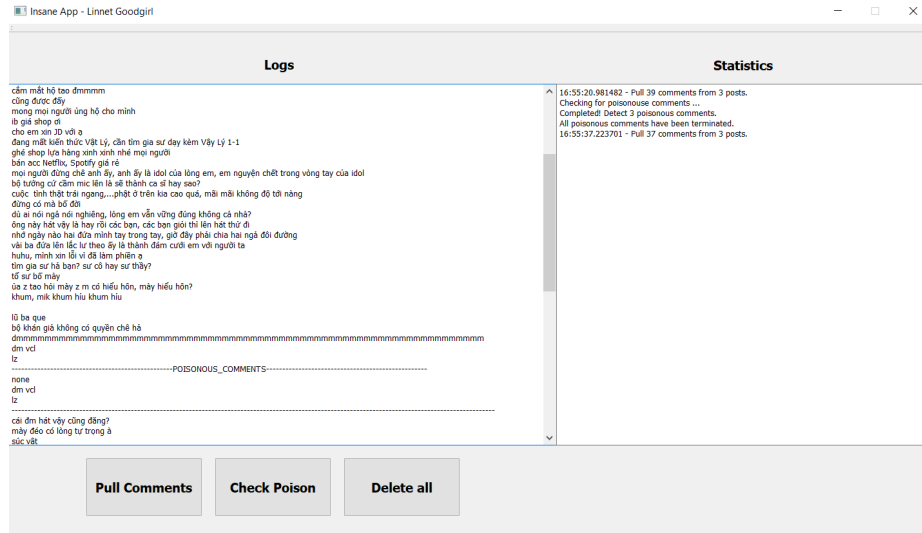 Insane App - Linnet Goodgirl
Logs
Statistics
cắm mắt hộ tao đmmmm
cũng được đấy
mong mọi người ủng hộ cho mình
ib giá shop ơi
cho em xin JD với ạ
đang mất kiến thức Vật Lý, cần tìm gia sư dạy kèm Vậy Lý 1-1
ghé shop lựa hàng xinh xinh nhé mọi người
bán acc Netflix, Spotify giá rẻ
mọi người đừng chê anh ấy, anh ấy là idol của lòng em, em nguyện chết trong vòng tay của idol
bộ tưởng cứ cầm mic lên là sẽ thành ca sĩ hay sao?
cuộc tình thật trái ngang,...phật ở trên kia cao quá, mãi mãi không độ tới nàng
đừng có mà bố đời
dù ai nói ngả nói nghiêng, lòng em vẫn vững đúng không cả nhà?
ông này hát vậy là hay rồi các bạn, các bạn giỏi thì lên hát thử đi
nhớ ngày nào hai đứa mình tay trong tay, giờ đây phải chia hai ngả đôi đường
vài ba đứa lên lắc lư theo ấy là thành đám cưới em với người ta
huhu, mình xin lỗi vì đã làm phiền ạ
tìm gia sư hả bạn? sư cô hay sư thầy?
tổ sư bố mày
ủa z tao hỏi mày z m có hiểu hôn, mày hiểu hôn?
khum, mik khum hỉu khum hỉu
lũ ba que
bộ khán giả không có quyền chê hả
dmmmmmmmmmmmmmmmmmmmmmmmmmmmmmmmmmmmmmmmmmmmmmmmmmmmmmmmmmmmmmmmmmm
dm vcl
lz
--------------------------------------------------POISONOUS_COMMENTS--------------------------------------------------
none
dm vcl
lz
------------------------------------------------------------------------------------------------------------------------------------------------------
cái đm hát vậy cũng đăng?
mày đéo có lòng tự trọng à
súc vật
16:55:20.981482 - Pull 39 comments from 3 posts.
Checking for poisonouse comments ...
Completed! Detect 3 poisonous comments.
All poisonous comments have been terminated.
16:55:37.223701 - Pull 37 comments from 3 posts.
Pull Comments
Check Poison
Delete all